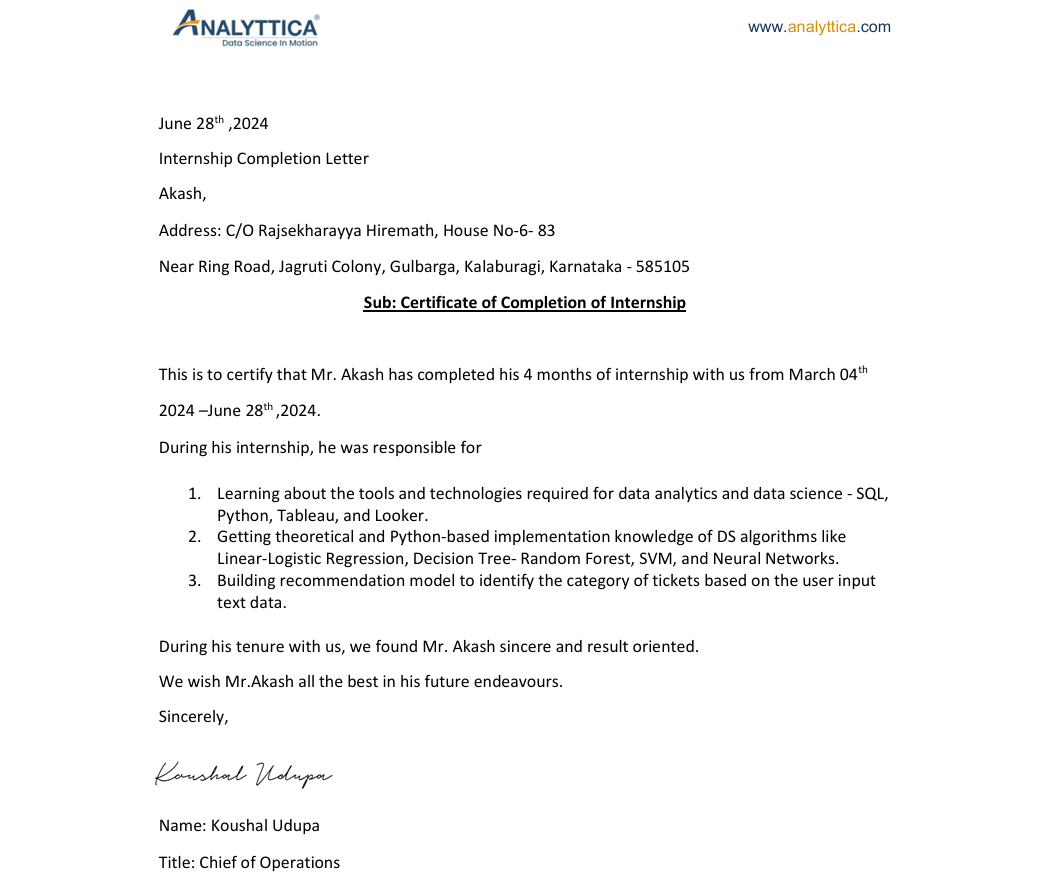 ANALYTTICA®
Data Science In Motion
www.analyttica.com
June 28th ,2024
Internship Completion Letter
Akash,
Address: C/O Rajsekharayya Hiremath, House No-6- 83
Near Ring Road, Jagruti Colony, Gulbarga, Kalaburagi, Karnataka - 585105
Sub: Certificate of Completion of Internship
This is to certify that Mr. Akash has completed his 4 months of internship with us from March 04th
2024 –June 28th ,2024.
During his internship, he was responsible for
1. Learning about the tools and technologies required for data analytics and data science - SQL,
Python, Tableau, and Looker.
2. Getting theoretical and Python-based implementation knowledge of DS algorithms like
Linear-Logistic Regression, Decision Tree- Random Forest, SVM, and Neural Networks.
3. Building recommendation model to identify the category of tickets based on the user input
text data.
During his tenure with us, we found Mr. Akash sincere and result oriented.
We wish Mr.Akash all the best in his future endeavours.
Sincerely,
Koushal Udupa
Name: Koushal Udupa
Title: Chief of Operations